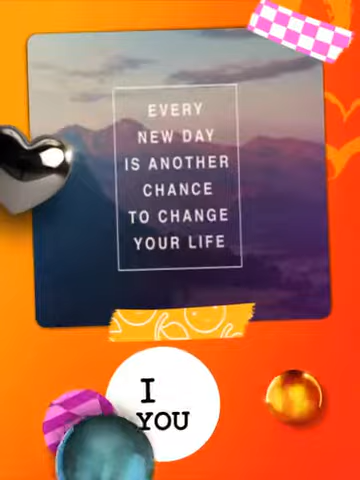 EVERY
NEW DAY
IS ANOTHER
CHANCE
TO CHANGE
YOUR LIFE
I
YOU